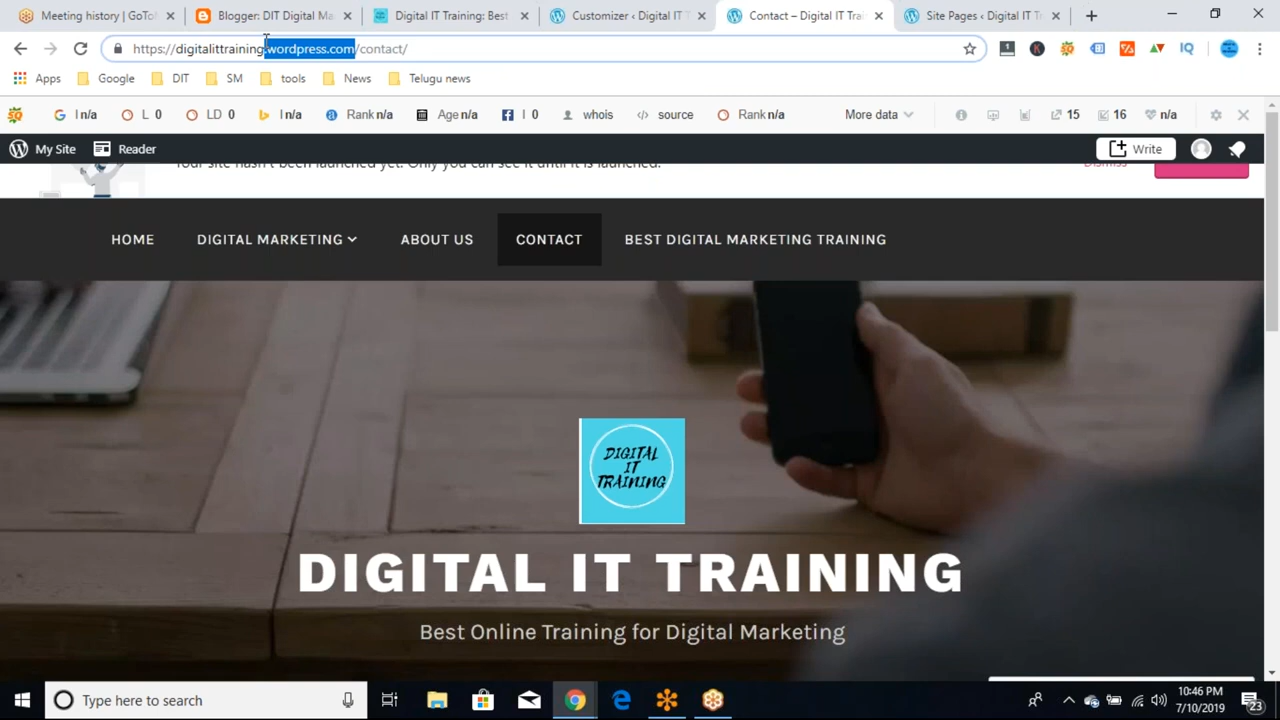 Meeting history | GoTo
Blogger: DIT Digital Ma
Digital IT Training: Best
Customizer ‹ Digital IT T
Contact – Digital IT Trai
Site Pages ‹ Digital IT T
https://digitalittraining.wordpress.com/contact/
Apps
Google
DIT
SM
tools
News
Telugu news
I n/a
L 0
LD 0
I n/a
Rank n/a
Age n/a
I 0
whois
source
Rank n/a
More data
15
16
n/a
My Site
Reader
Write
Your site hasn't been launched yet. Only you can see it until it is launched.
Dismiss
HOME
DIGITAL MARKETING
ABOUT US
CONTACT
BEST DIGITAL MARKETING TRAINING
DIGITAL
IT
TRAINING
DIGITAL IT TRAINING
Best Online Training for Digital Marketing
Type here to search
10:46 PM
7/10/2019
23